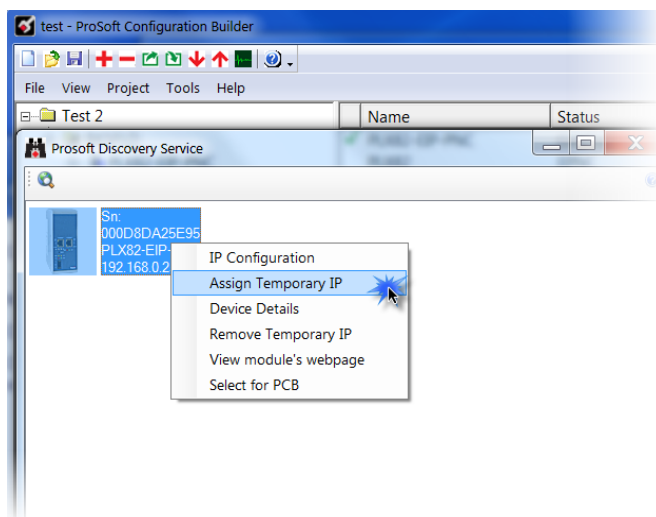 test - ProSoft Configuration Builder
File View Project Tools Help
Test 2
Name Status
Prosoft Discovery Service
Sn:
000D8DA25E95
PLX82-EIP-
192.168.0.2
IP Configuration
Assign Temporary IP
Device Details
Remove Temporary IP
View module's webpage
Select for PCB